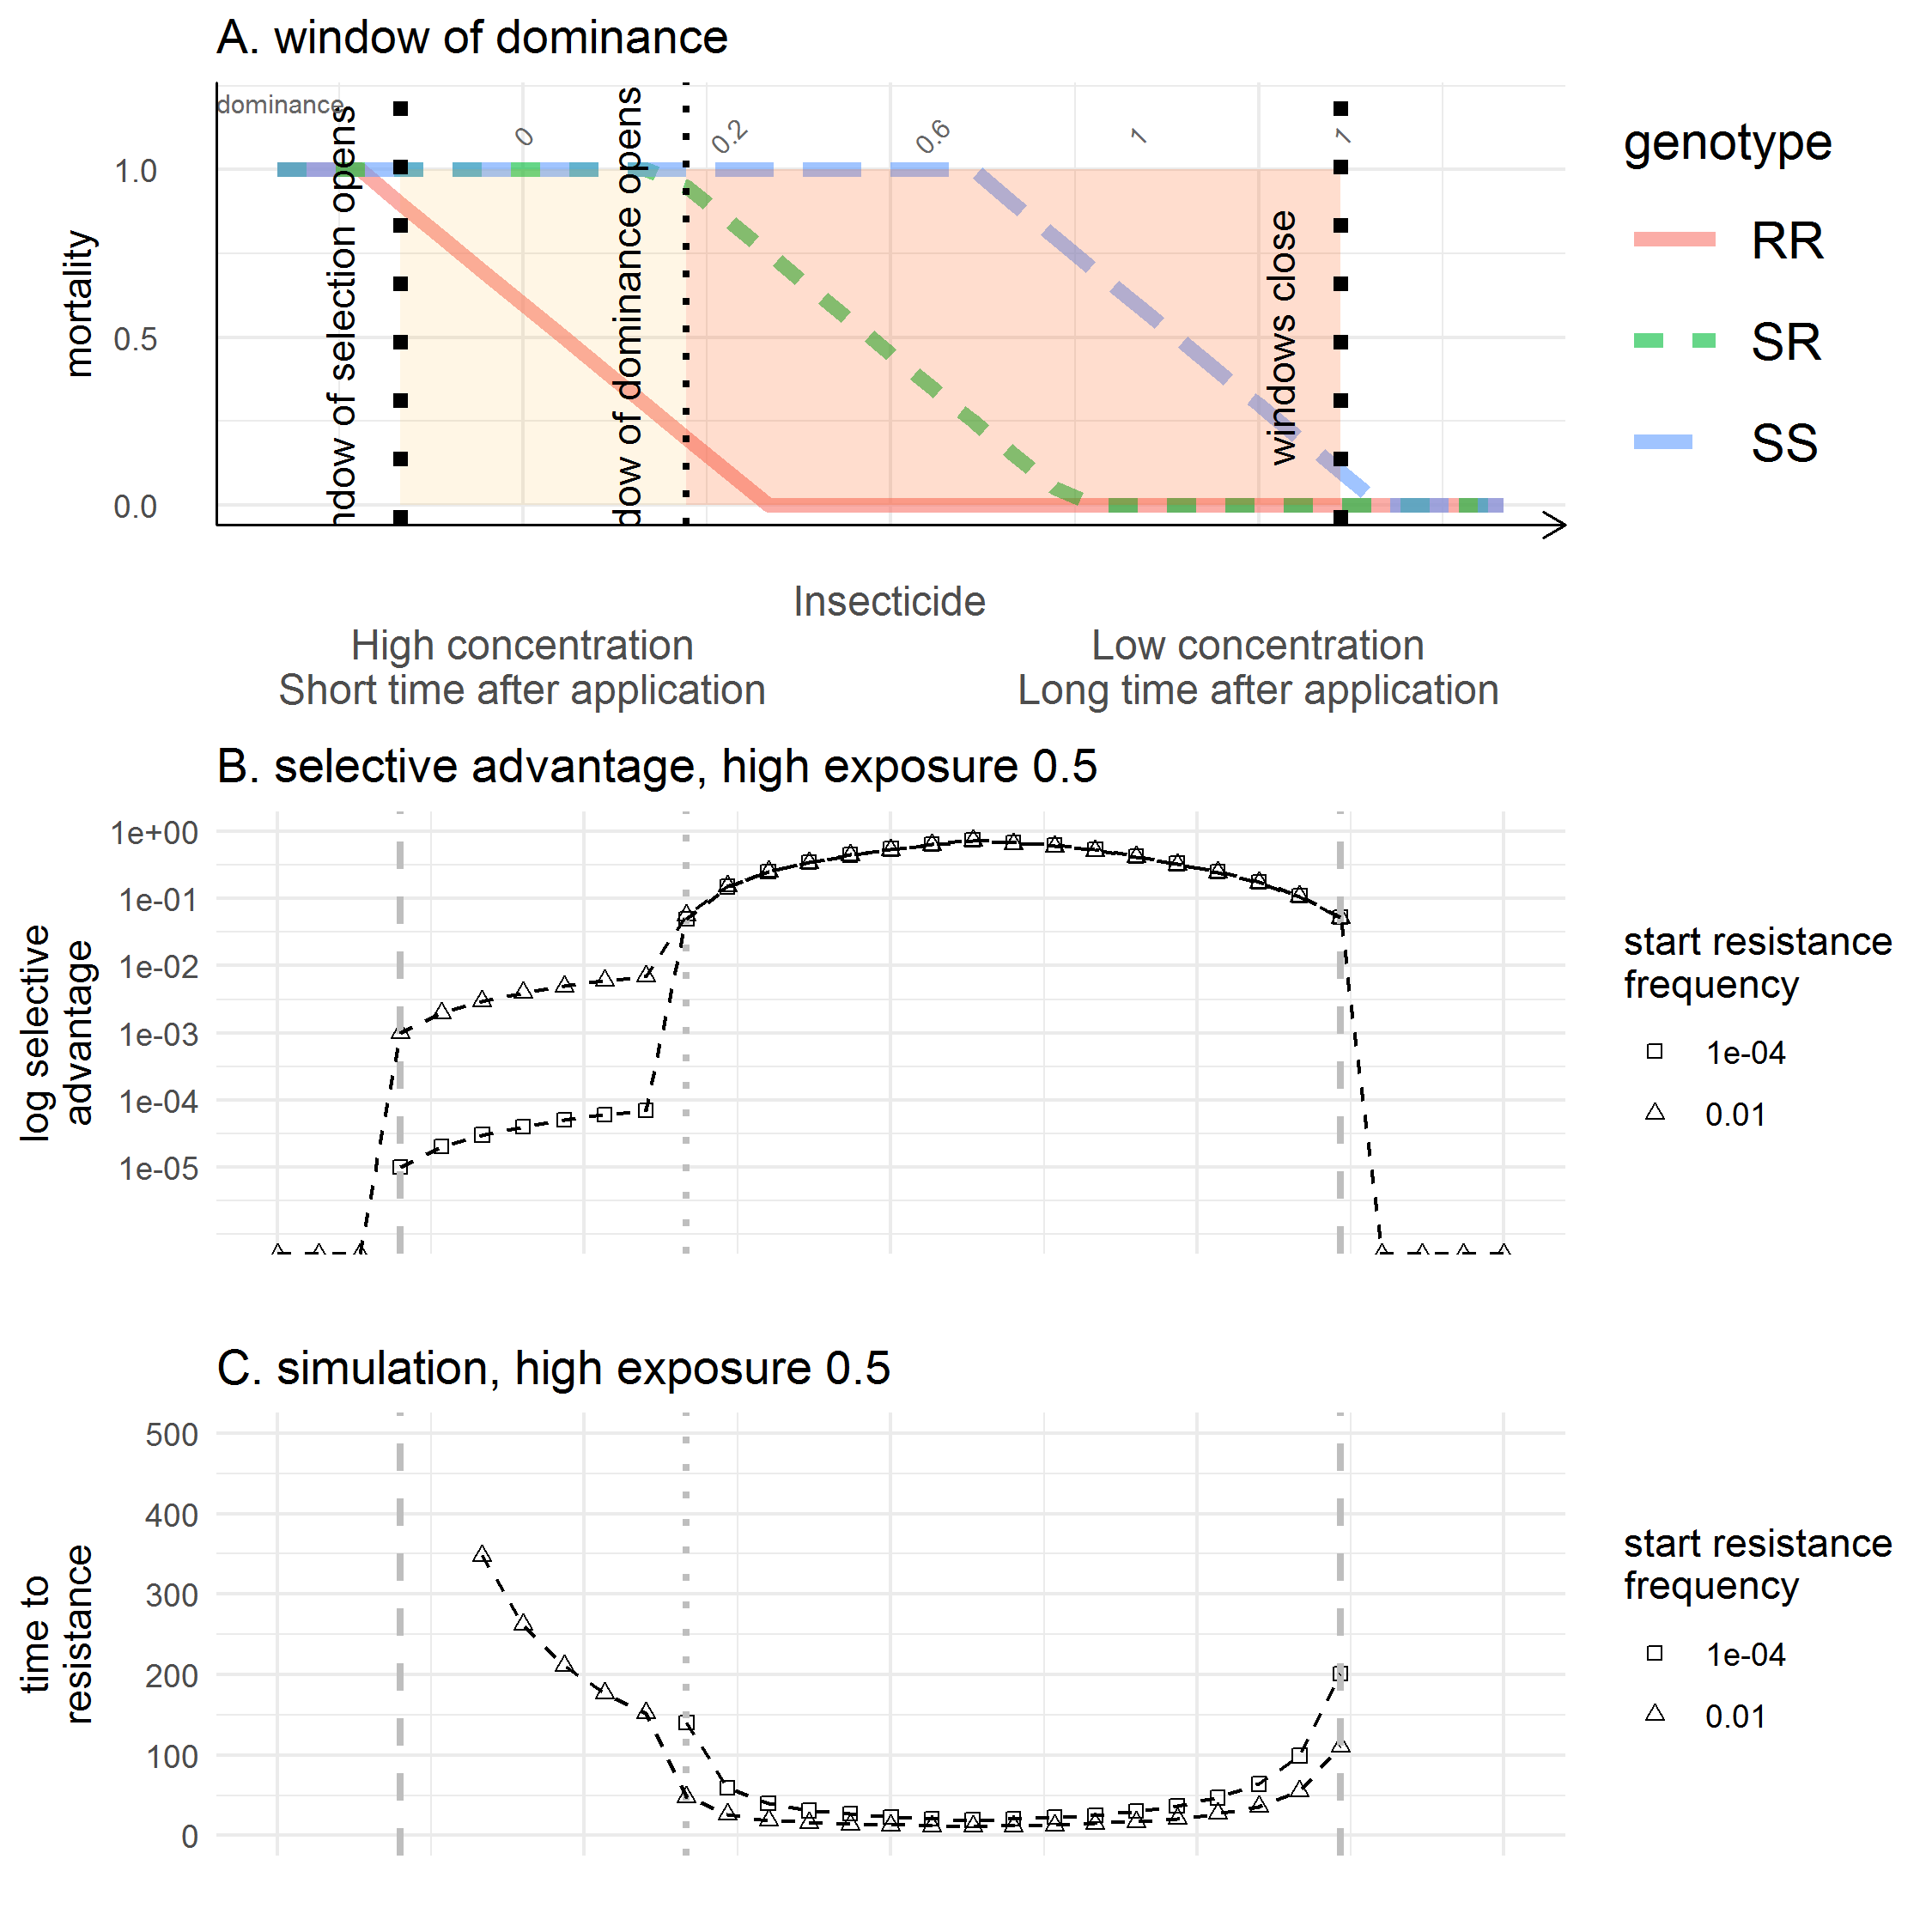 A. window of dominance
dominance
0
0.2
0.6
1
1
mortality
1.0
0.5
0.0
ndow of selection opens
dow of dominance opens
windows close
genotype
RR
SR
SS
Insecticide
High concentration
Short time after application
Low concentration
Long time after application
B. selective advantage, high exposure 0.5
log selective
advantage
1e+00
1e-01
1e-02
1e-03
1e-04
1e-05
start resistance
frequency
1e-04
0.01
C. simulation, high exposure 0.5
time to
resistance
500
400
300
200
100
0
start resistance
frequency
1e-04
0.01